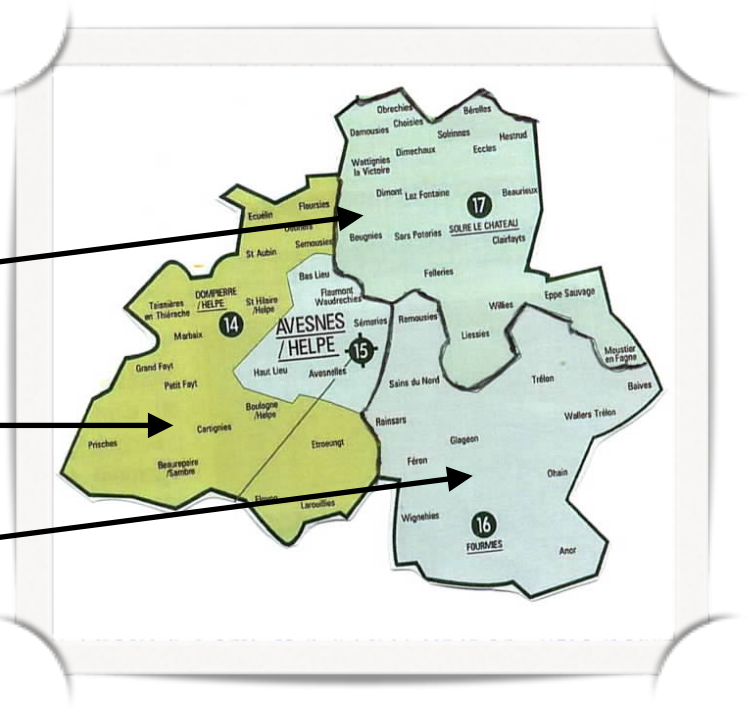 Obrechies
Bérelles
Choisies
Damousies
Solrinnes
Hestrud
Dimechaux
Eccles
Wattignies
la Victoire
Dimont
Lez Fontaine
Beaurieux
17
SOLRE LE CHATEAU
Beugnies
Sars Poteries
Clairfayts
Felleries
Willies
Eppe Sauvage
Liessies
Moustier
en Fagne
Ecuélin
Floursies
Semousies
St Aubin
Bas Lieu
Flaumont
Waudrechies
DOMPIERRE
/HELPE
St Hilaire
/Helpe
Taisnières
en Thiérache
14
AVESNES
/HELPE
Sémeries
15
Marbaix
Haut Lieu
Avesnelles
Grand Fayt
Petit Fayt
Boulogne
/Helpe
Cartignies
Prisches
Etroeungt
Beaurepaire
/Sambre
Larouillies
Ramousies
Sains du Nord
Trélon
Baives
Rainsars
Wallers Trélon
Glageon
Féron
Ohain
Wignehies
16
FOURMIES
Anor